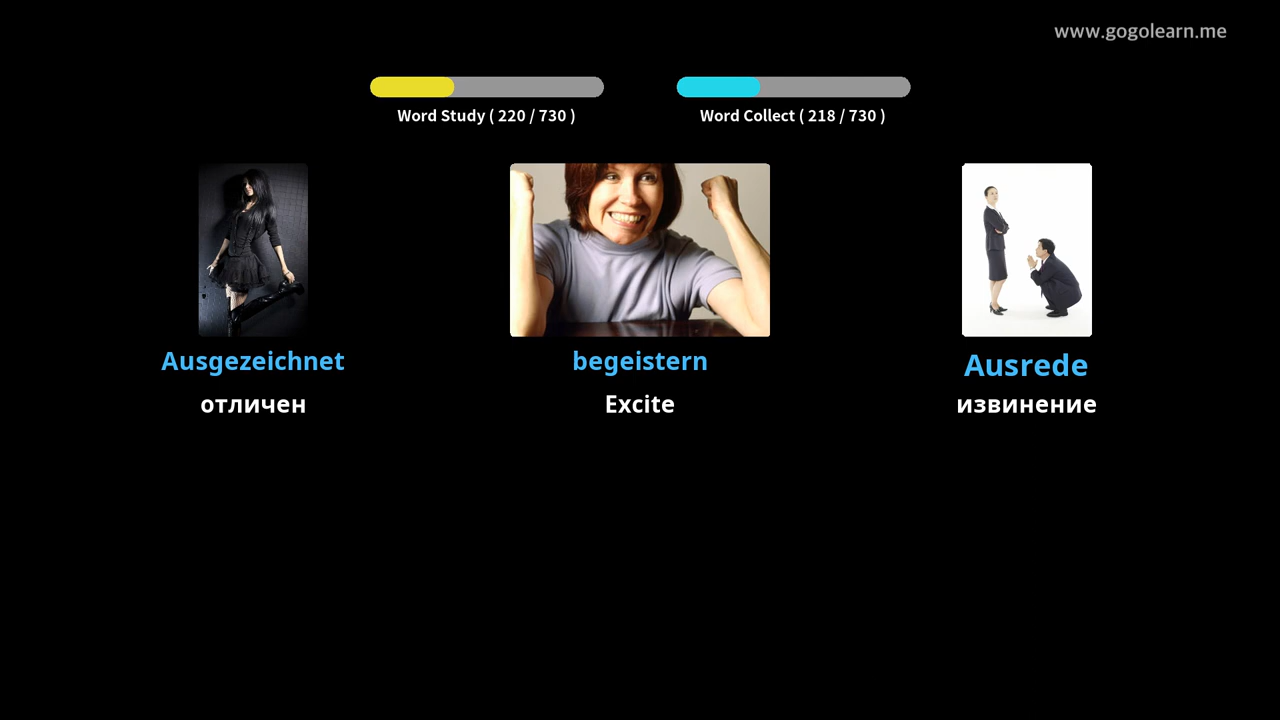 www.gogolearn.me
Word Study ( 220 / 730 )
Word Collect ( 218 / 730 )
Ausgezeichnet
begeistern
Ausrede
отличен
Excite
извинение